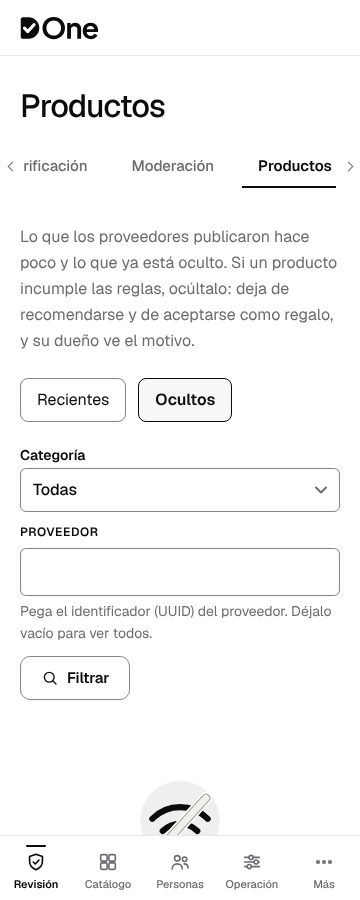 One
Productos
rificación Moderación Productos
Lo que los proveedores publicaron hace
poco y lo que ya está oculto. Si un producto
incumple las reglas, ocúltalo: deja de
recomendarse y de aceptarse como regalo,
y su dueño ve el motivo.
Recientes Ocultos
Categoría
Todas
PROVEEDOR
Pega el identificador (UUID) del proveedor. Déjalo
vacío para ver todos.
Filtrar
Revisión Catálogo Personas Operación Más